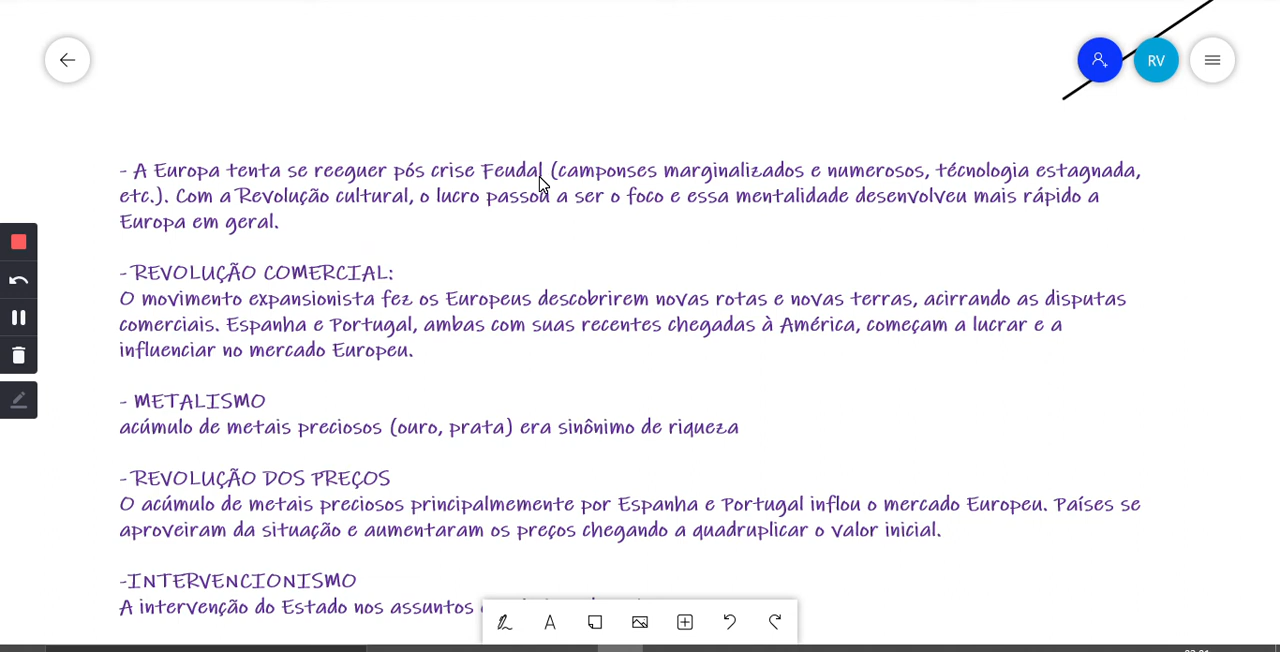 RV
- A Europa tenta se reeguer pós crise Feudal (camponses marginalizados e numerosos, técnologia estagnada,
etc.). Com a Revolução cultural, o lucro passou a ser o foco e essa mentalidade desenvolveu mais rápido a
Europa em geral.
- REVOLUÇÃO COMERCIAL:
O movimento expansionista fez os Europeus descobrirem novas rotas e novas terras, acirrando as disputas
comerciais. Espanha e Portugal, ambas com suas recentes chegadas à América, começam a lucrar e a
influenciar no mercado Europeu.
- METALISMO
acúmulo de metais preciosos (ouro, prata) era sinônimo de riqueza
- REVOLUÇÃO DOS PREÇOS
O acúmulo de metais preciosos principalmemente por Espanha e Portugal inflou o mercado Europeu. Países se
aproveiram da situação e aumentaram os preços chegando a quadruplicar o valor inicial.
-INTERVENCIONISMO
A intervenção do Estado nos assuntos